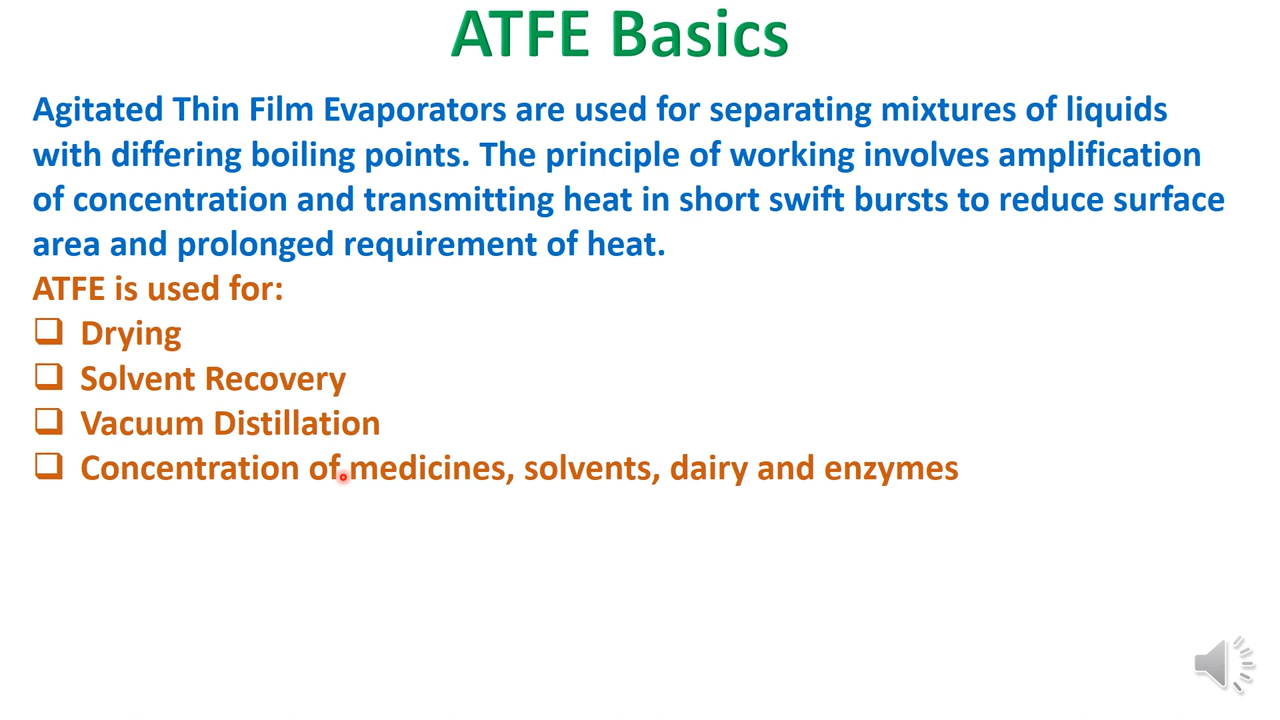 ATFE Basics
Agitated Thin Film Evaporators are used for separating mixtures of liquids
with differing boiling points. The principle of working involves amplification
of concentration and transmitting heat in short swift bursts to reduce surface
area and prolonged requirement of heat.
ATFE is used for:
❑ Drying
❑ Solvent Recovery
❑ Vacuum Distillation
❑ Concentration of medicines, solvents, dairy and enzymes